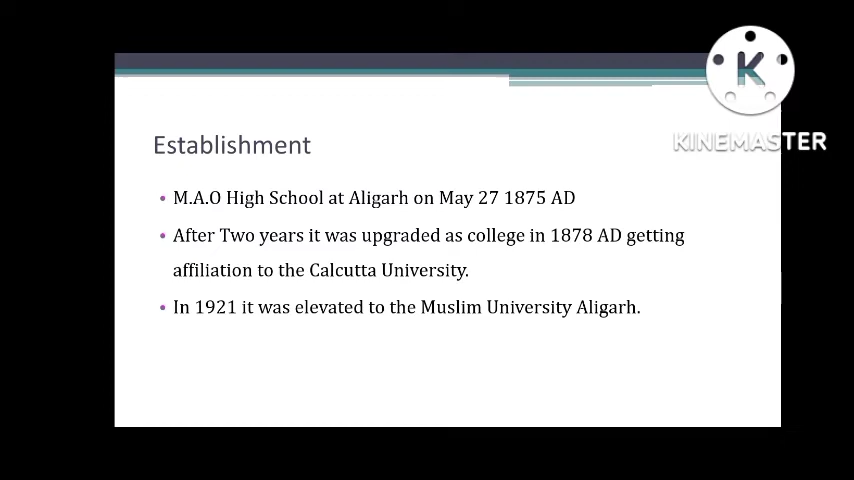 KINEMASTER
Establishment
• M.A.O High School at Aligarh on May 27 1875 AD
• After Two years it was upgraded as college in 1878 AD getting
affiliation to the Calcutta University.
• In 1921 it was elevated to the Muslim University Aligarh.